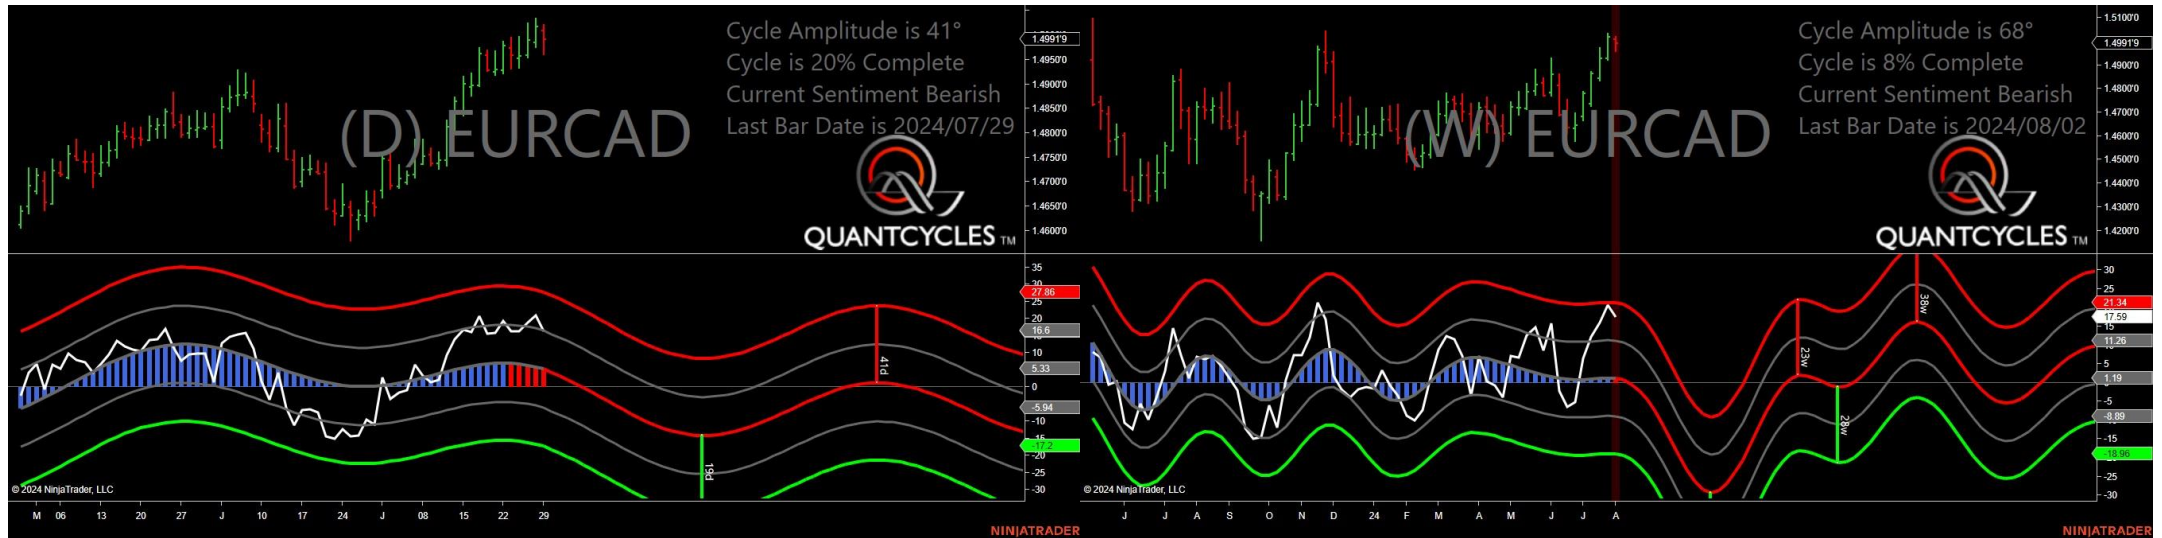 Cycle Amplitude is 41°
Cycle is 20% Complete
Current Sentiment Bearish
Last Bar Date is 2024/07/29
(D) EURCAD
QUANTCYCLES TM
1.4991'9
1.4950'0
1.4900'0
1.4850'0
1.4800'0
1.4750'0
1.4700'0
1.4650'0
1.4600'0
35
27.86
25
20
16.6
10
5.33
0
-5.94
-10
-15
-17.2
-20
-25
-30
41d
19d
© 2024 NinjaTrader, LLC
M 06 13 20 27 J 10 17 24 J 08 15 22 29
NINJATRADER
Cycle Amplitude is 68°
Cycle is 8% Complete
Current Sentiment Bearish
Last Bar Date is 2024/08/02
(W) EURCAD
QUANTCYCLES TM
1.5100'0
1.4991'9
1.4900'0
1.4800'0
1.4700'0
1.4600'0
1.4500'0
1.4400'0
1.4300'0
1.4200'0
30
25
21.34
17.59
15
11.26
5
1.19
-5
-8.89
-15
-18.96
-25
-30
23w
28w
38w
© 2024 NinjaTrader, LLC
J J A S O N D 24 F M A M J J A
NINJATRADER